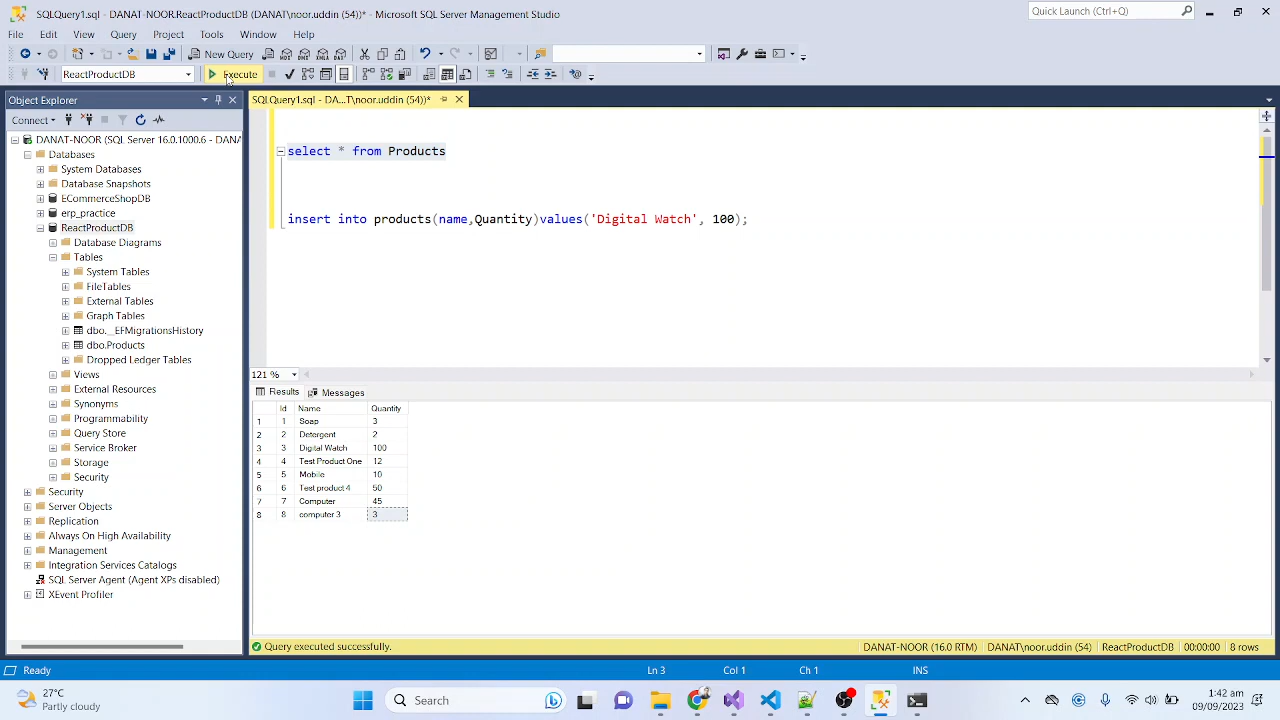 SQLQuery1.sql - DANAT-NOOR.ReactProductDB (DANAT\noor.uddin (54))* - Microsoft SQL Server Management Studio
Quick Launch (Ctrl+Q)
File Edit View Query Project Tools Window Help
New Query
ReactProductDB
Execute
Object Explorer
SQLQuery1.sql - DA...T\noor.uddin (54))*
Connect
DANAT-NOOR (SQL Server 16.0.1000.6 - DANA
Databases
System Databases
Database Snapshots
ECommerceShopDB
erp_practice
ReactProductDB
Database Diagrams
Tables
System Tables
FileTables
External Tables
Graph Tables
dbo.__EFMigrationsHistory
dbo.Products
Dropped Ledger Tables
Views
External Resources
Synonyms
Programmability
Query Store
Service Broker
Storage
Security
Security
Server Objects
Replication
Always On High Availability
Management
Integration Services Catalogs
SQL Server Agent (Agent XPs disabled)
XEvent Profiler
select * from Products
insert into products(name,Quantity)values('Digital Watch', 100);
121 %
Results Messages
Id Name Quantity
1 1 Soap 3
2 2 Detergent 2
3 3 Digital Watch 100
4 4 Test Product One 12
5 5 Mobile 10
6 6 Test product 4 50
7 7 Computer 45
8 8 computer 3 3
Query executed successfully.
DANAT-NOOR (16.0 RTM) DANAT\noor.uddin (54) ReactProductDB 00:00:00 8 rows
Ready
Ln 3 Col 1 Ch 1 INS
27°C
Partly cloudy
Search
1:42 am
09/09/2023